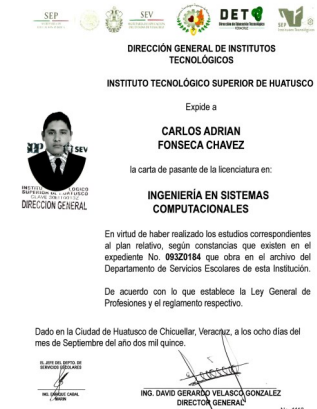 SEP
SEV
DET
SEP
DIRECCIÓN GENERAL DE INSTITUTOS
TECNOLÓGICOS
INSTITUTO TECNOLÓGICO SUPERIOR DE HUATUSCO
Expide a
CARLOS ADRIAN
FONSECA CHAVEZ
la carta de pasante de la licenciatura en:
SEV
DIRECCIÓN GENERAL
INGENIERÍA EN SISTEMAS
COMPUTACIONALES
En virtud de haber realizado los estudios correspondientes
al plan relativo, según constancias que existen en el
expediente No. 093Z0184 que obra en el archivo del
Departamento de Servicios Escolares de esta Institución.
De acuerdo con lo que establece la Ley General de
Profesiones y el reglamento respectivo.
Dado en la Ciudad de Huatusco de Chicuellar, Veracruz, a los ocho días del
mes de Septiembre del año dos mil quince.
EL JEFE DEL DEPTO. DE
SERVICIOS ESCOLARES
ING. ENRIQUE CABAL
MARIN
ING. DAVID GERARDO VELASCO GONZALEZ
DIRECTOR GENERAL